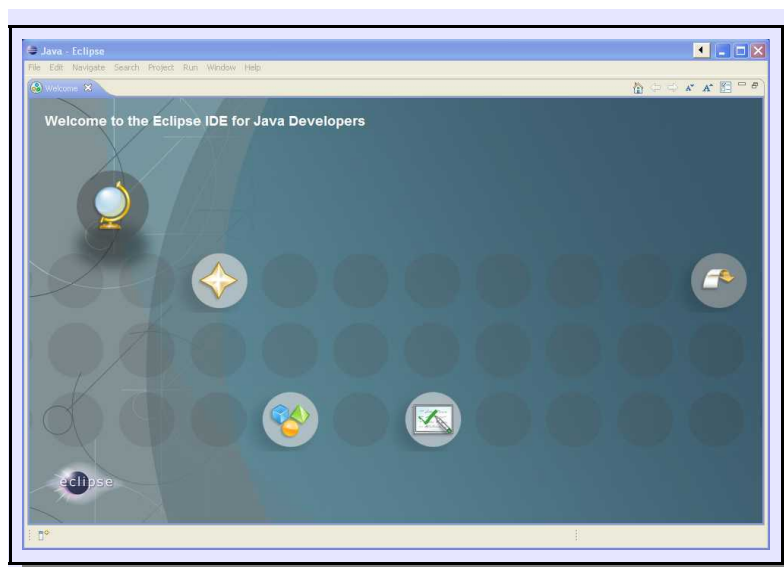 Java - Eclipse
File Edit Navigate Search Project Run Window Help
Welcome
Welcome to the Eclipse IDE for Java Developers
eclipse